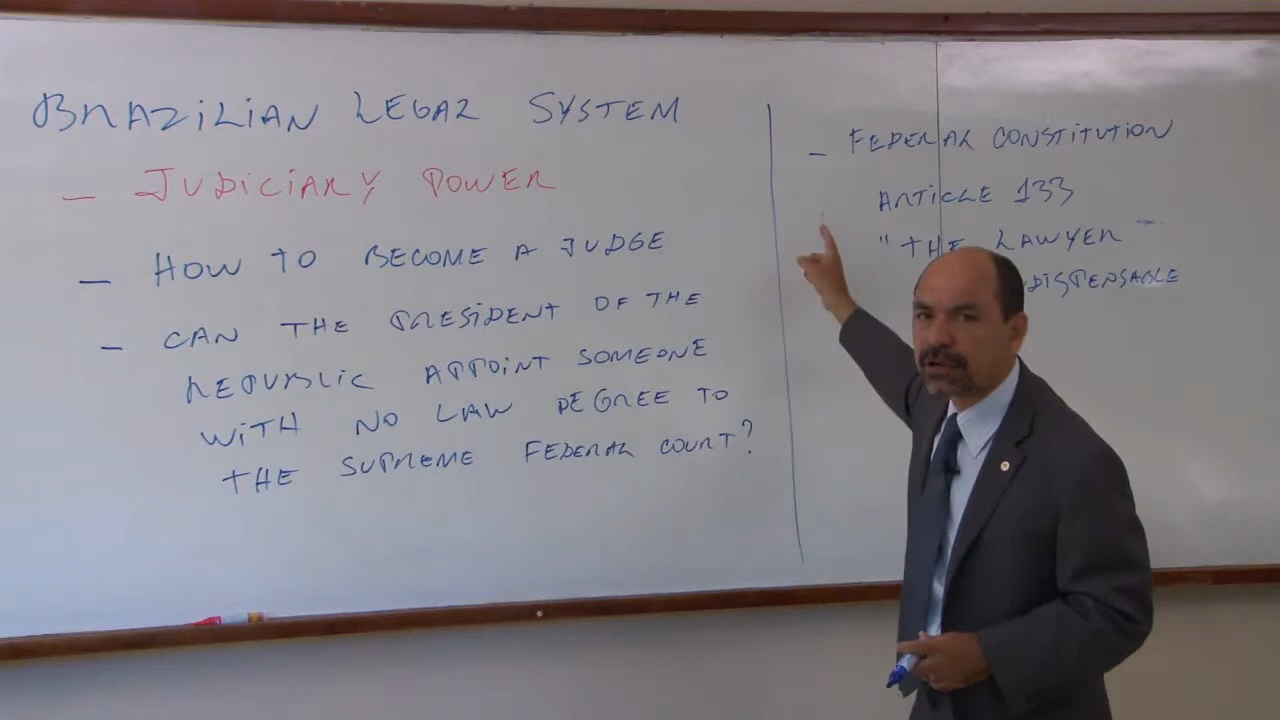 BRAZILIAN LEGAL SYSTEM
- JUDICIARY POWER
- HOW TO BECOME A JUDGE
- CAN THE PRESIDENT OF THE
REPUBLIC APPOINT SOMEONE
WITH NO LAW DEGREE TO
THE SUPREME FEDERAL COURT?
- FEDERAL CONSTITUTION
ARTICLE 133
"THE LAWYER
DISPENSABLE